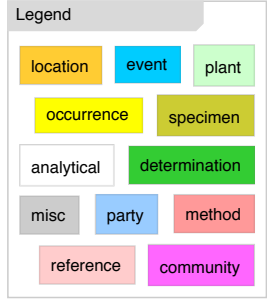 Legend
location event plant
occurrence specimen
analytical determination
misc party method
reference community